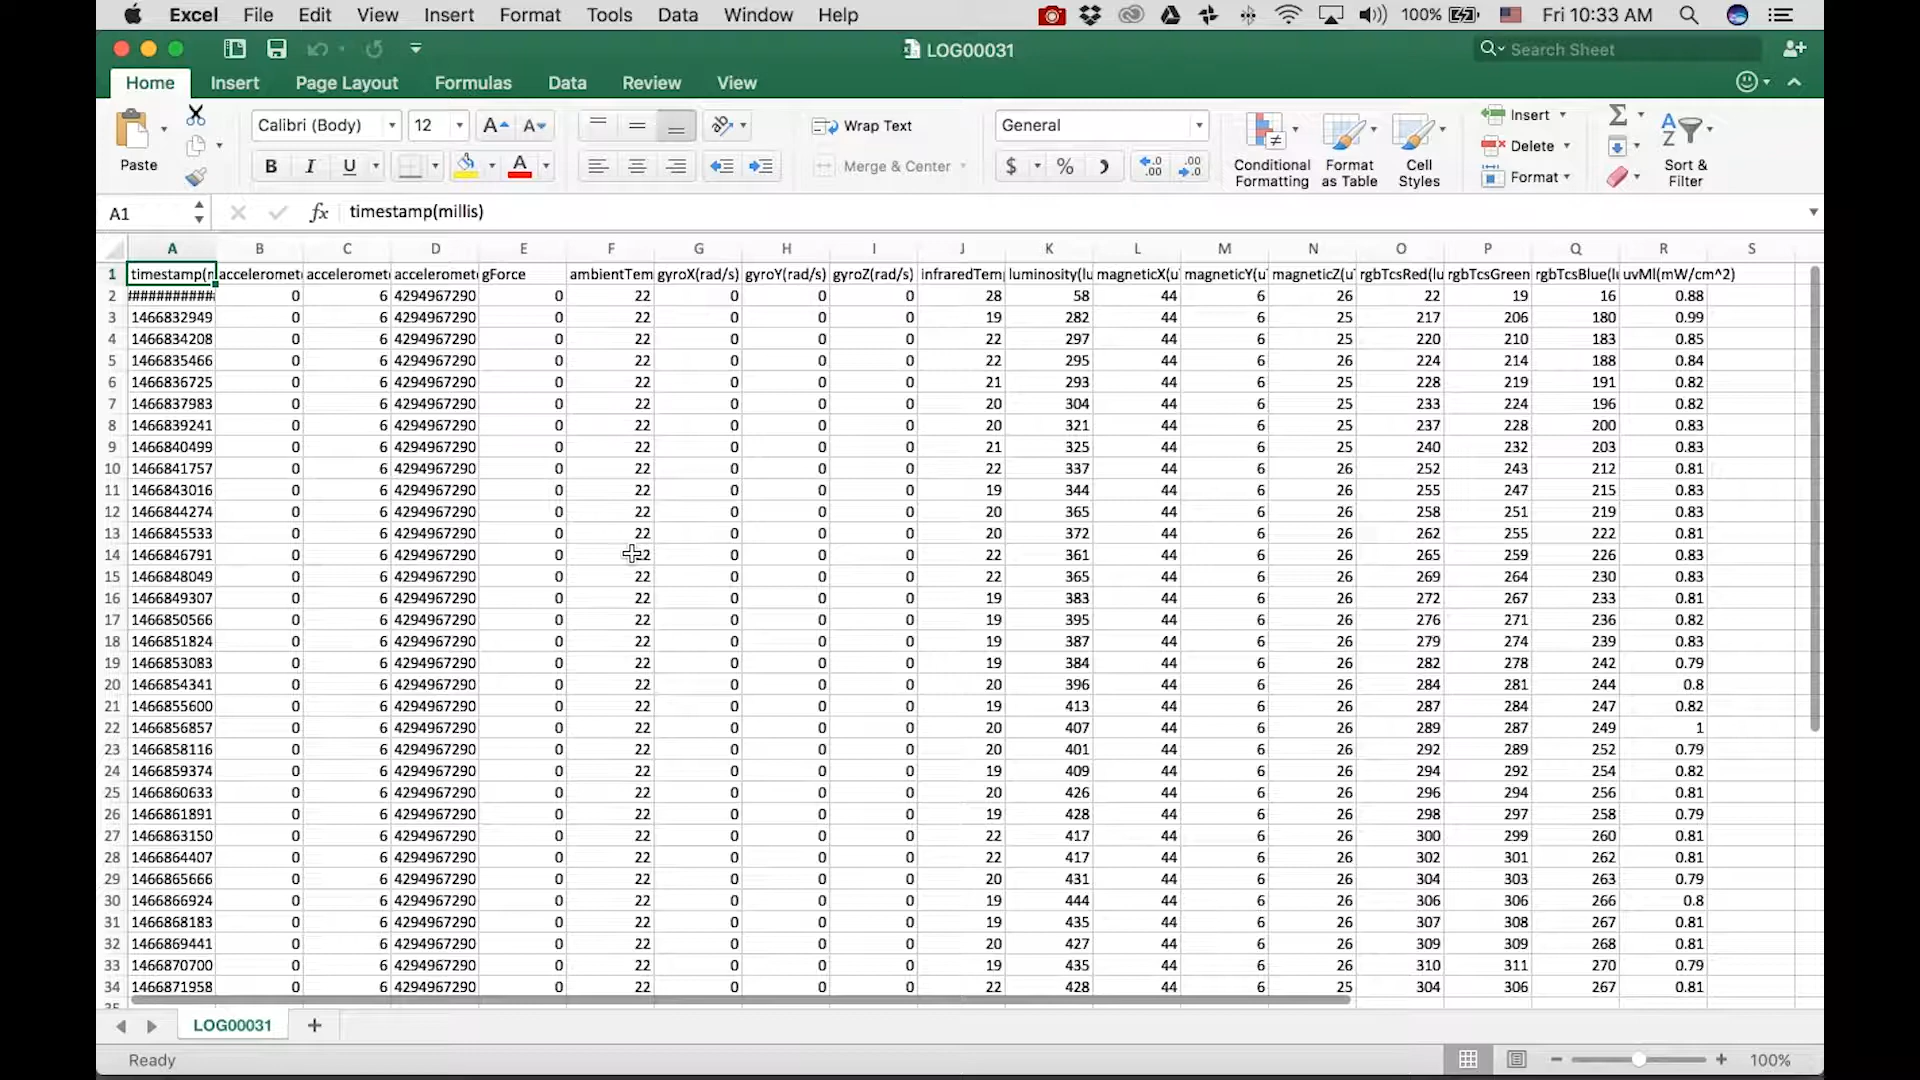 Excel File Edit View Insert Format Tools Data Window Help 100% Fri 10:33 AM
LOG00031
Search Sheet
Home Insert Page Layout Formulas Data Review View
Paste
Calibri (Body) 12
Wrap Text
General
Insert
B I U
Merge & Center
$ %
Conditional Formatting
Format as Table
Cell Styles
Delete
Format
Sort & Filter
A1 fx timestamp(millis)
A B C D E F G H I J K L M N O P Q R S
1 timestamp(r acceleromete acceleromete acceleromete gForce ambientTem gyroX(rad/s) gyroY(rad/s) gyroZ(rad/s) infraredTem luminosity(lu magneticX(u magneticY(u magneticZ(u rgbTcsRed(lu rgbTcsGreen rgbTcsBlue(l uvMl(mW/cm^2)
2 ########### 0 6 4294967290 0 22 0 0 0 28 58 44 6 26 22 19 16 0.88
3 1466832949 0 6 4294967290 0 22 0 0 0 19 282 44 6 25 217 206 180 0.99
4 1466834208 0 6 4294967290 0 22 0 0 0 22 297 44 6 25 220 210 183 0.85
5 1466835466 0 6 4294967290 0 22 0 0 0 22 295 44 6 26 224 214 188 0.84
6 1466836725 0 6 4294967290 0 22 0 0 0 21 293 44 6 25 228 219 191 0.82
7 1466837983 0 6 4294967290 0 22 0 0 0 20 304 44 6 25 233 224 196 0.82
8 1466839241 0 6 4294967290 0 22 0 0 0 20 321 44 6 25 237 228 200 0.83
9 1466840499 0 6 4294967290 0 22 0 0 0 21 325 44 6 25 240 232 203 0.83
10 1466841757 0 6 4294967290 0 22 0 0 0 22 337 44 6 26 252 243 212 0.81
11 1466843016 0 6 4294967290 0 22 0 0 0 19 344 44 6 26 255 247 215 0.83
12 1466844274 0 6 4294967290 0 22 0 0 0 20 365 44 6 26 258 251 219 0.83
13 1466845533 0 6 4294967290 0 22 0 0 0 20 372 44 6 26 262 255 222 0.81
14 1466846791 0 6 4294967290 0 22 0 0 0 22 361 44 6 26 265 259 226 0.83
15 1466848049 0 6 4294967290 0 22 0 0 0 22 365 44 6 26 269 264 230 0.83
16 1466849307 0 6 4294967290 0 22 0 0 0 19 383 44 6 26 272 267 233 0.81
17 1466850566 0 6 4294967290 0 22 0 0 0 19 395 44 6 26 276 271 236 0.82
18 1466851824 0 6 4294967290 0 22 0 0 0 19 387 44 6 26 279 274 239 0.83
19 1466853083 0 6 4294967290 0 22 0 0 0 19 384 44 6 26 282 278 242 0.79
20 1466854341 0 6 4294967290 0 22 0 0 0 20 396 44 6 26 284 281 244 0.8
21 1466855600 0 6 4294967290 0 22 0 0 0 19 413 44 6 26 287 284 247 0.82
22 1466856857 0 6 4294967290 0 22 0 0 0 20 407 44 6 26 289 287 249 1
23 1466858116 0 6 4294967290 0 22 0 0 0 20 401 44 6 26 292 289 252 0.79
24 1466859374 0 6 4294967290 0 22 0 0 0 19 409 44 6 26 294 292 254 0.82
25 1466860633 0 6 4294967290 0 22 0 0 0 20 426 44 6 26 296 294 256 0.81
26 1466861891 0 6 4294967290 0 22 0 0 0 19 428 44 6 26 298 297 258 0.79
27 1466863150 0 6 4294967290 0 22 0 0 0 22 417 44 6 26 300 299 260 0.81
28 1466864407 0 6 4294967290 0 22 0 0 0 22 417 44 6 26 302 301 262 0.81
29 1466865666 0 6 4294967290 0 22 0 0 0 20 431 44 6 26 304 303 263 0.79
30 1466866924 0 6 4294967290 0 22 0 0 0 19 444 44 6 26 306 306 266 0.8
31 1466868183 0 6 4294967290 0 22 0 0 0 19 435 44 6 26 307 308 267 0.81
32 1466869441 0 6 4294967290 0 22 0 0 0 20 427 44 6 26 309 309 268 0.81
33 1466870700 0 6 4294967290 0 22 0 0 0 19 435 44 6 26 310 311 270 0.79
34 1466871958 0 6 4294967290 0 22 0 0 0 22 428 44 6 25 304 306 267 0.81
LOG00031
Ready 100%